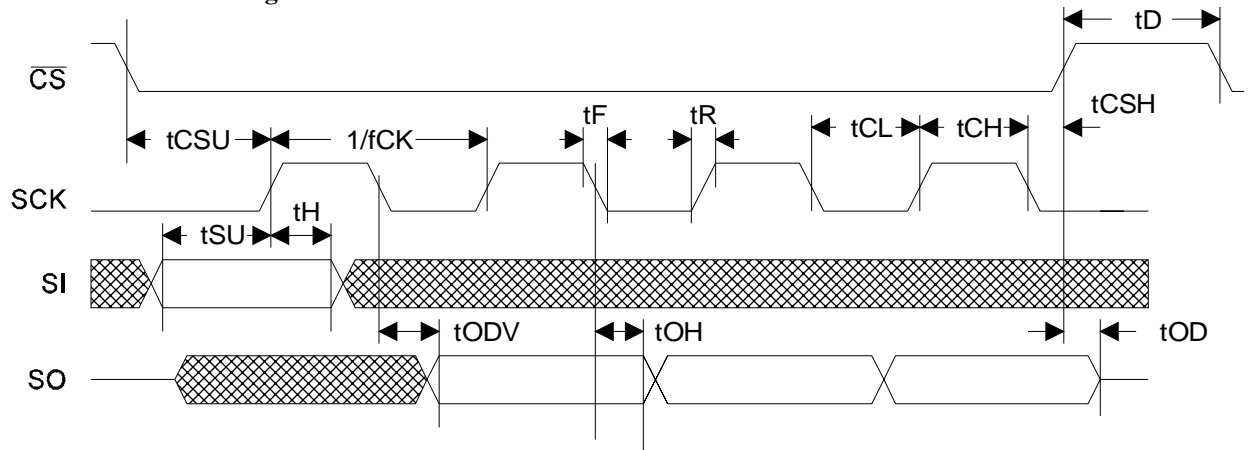 g
tD
CS
tCSH
tF
tR
tCSU
1/fCK
tCL
tCH
SCK
tH
tSU
SI
tODV
tOH
tOD
SO